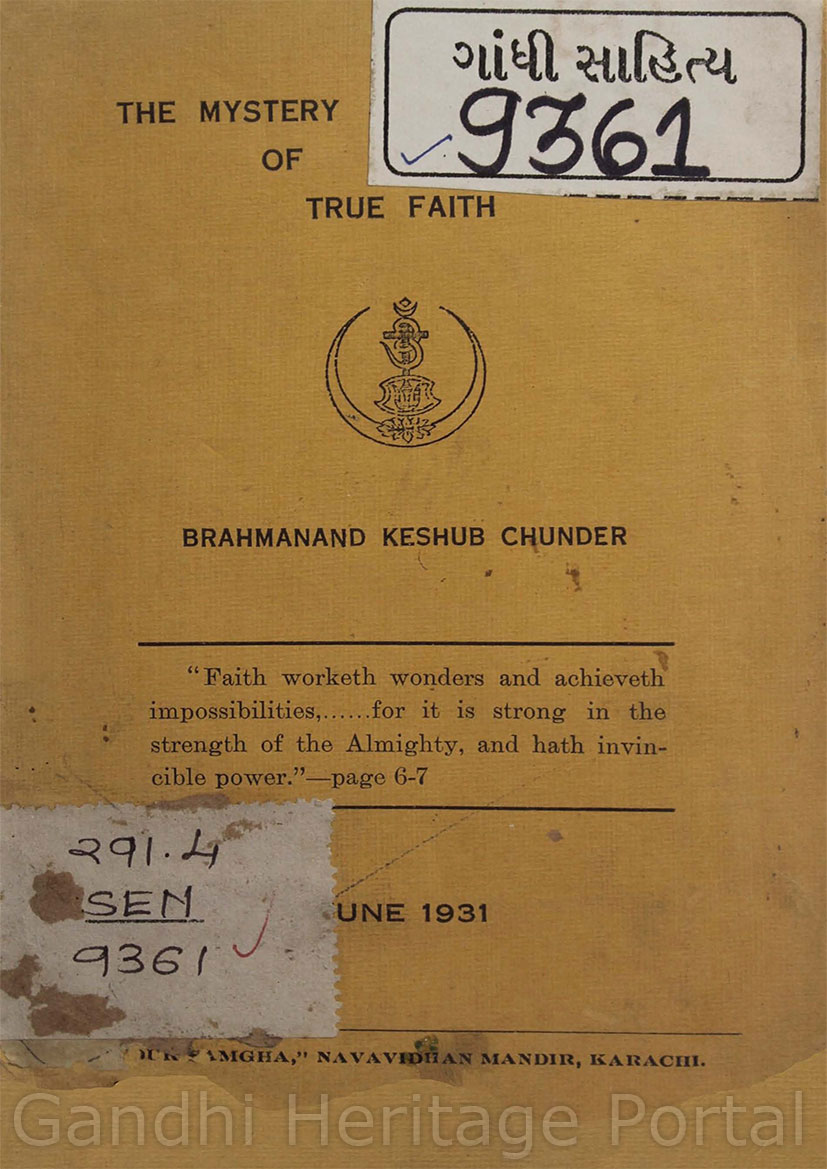 ગાંધી સાહિત્ય
9361
THE MYSTERY
OF
TRUE FAITH
BRAHMANAND KESHUB CHUNDER
"Faith worketh wonders and achieveth
impossibilities,......for it is strong in the
strength of the Almighty, and hath invin-
cible power."—page 6-7
૨૯૧.૪
SEN
9361
UNE 1931
NAVAVIDHAN MANDIR, KARACHI.
Gandhi Heritage Portal